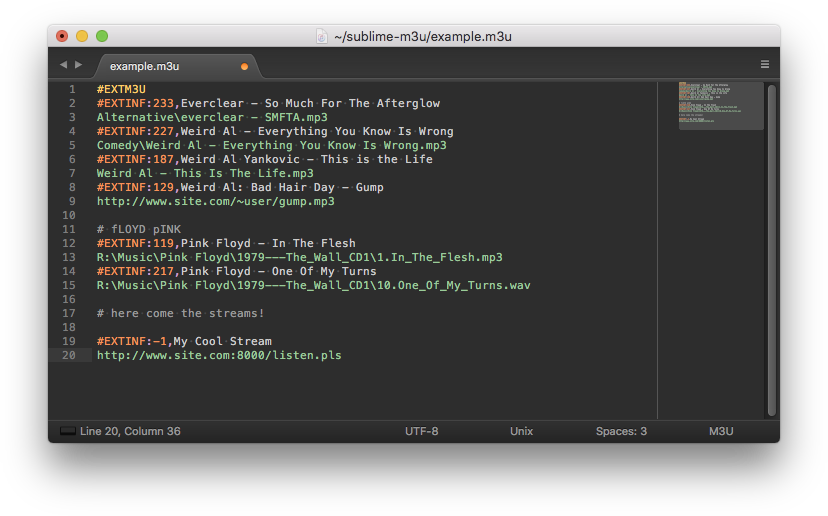 ~/sublime-m3u/example.m3u
example.m3u
1 #EXTM3U
2 #EXTINF:233,Everclear - So Much For The Afterglow
3 Alternative\everclear - SMFTA.mp3
4 #EXTINF:227,Weird Al - Everything You Know Is Wrong
5 Comedy\Weird Al - Everything You Know Is Wrong.mp3
6 #EXTINF:187,Weird Al Yankovic - This is the Life
7 Weird Al - This Is The Life.mp3
8 #EXTINF:129,Weird Al: Bad Hair Day - Gump
9 http://www.site.com/~user/gump.mp3
10
11 # fLOYD pINK
12 #EXTINF:119,Pink Floyd - In The Flesh
13 R:\Music\Pink Floyd\1979---The_Wall_CD1\1.In_The_Flesh.mp3
14 #EXTINF:217,Pink Floyd - One Of My Turns
15 R:\Music\Pink Floyd\1979---The_Wall_CD1\10.One_Of_My_Turns.wav
16
17 # here come the streams!
18
19 #EXTINF:-1,My Cool Stream
20 http://www.site.com:8000/listen.pls
Line 20, Column 36 UTF-8 Unix Spaces: 3 M3U